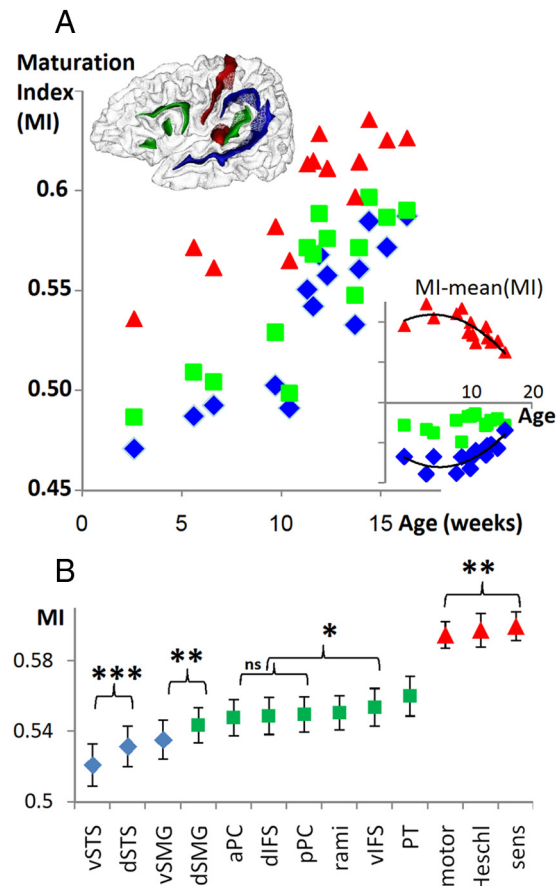 A
Maturation
Index
(MI)
0.6
0.55
0.50
0.45
0
5
10
15
Age (weeks)
MI-mean(MI)
10
20
Age
B
MI
0.58
0.54
0.5
***
**
ns
*
**
vSTS
dSTS
vSMG
dSMG
aPC
dIFS
pPC
rami
vIFS
PT
motor
Heschl
sens